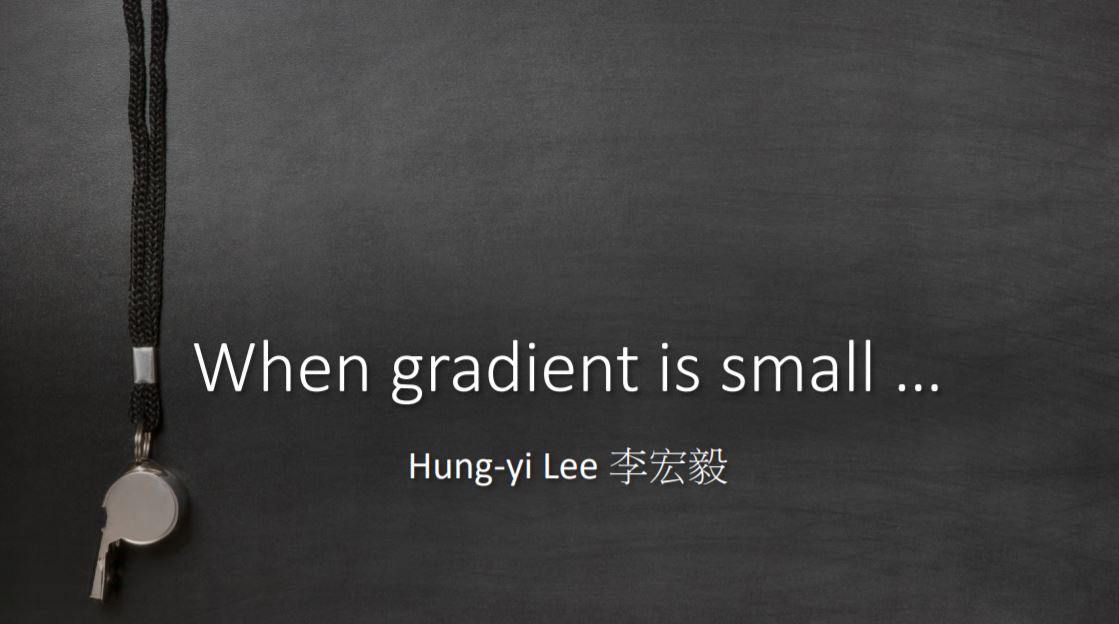 When gradient is small ...
Hung-yi Lee 李宏毅